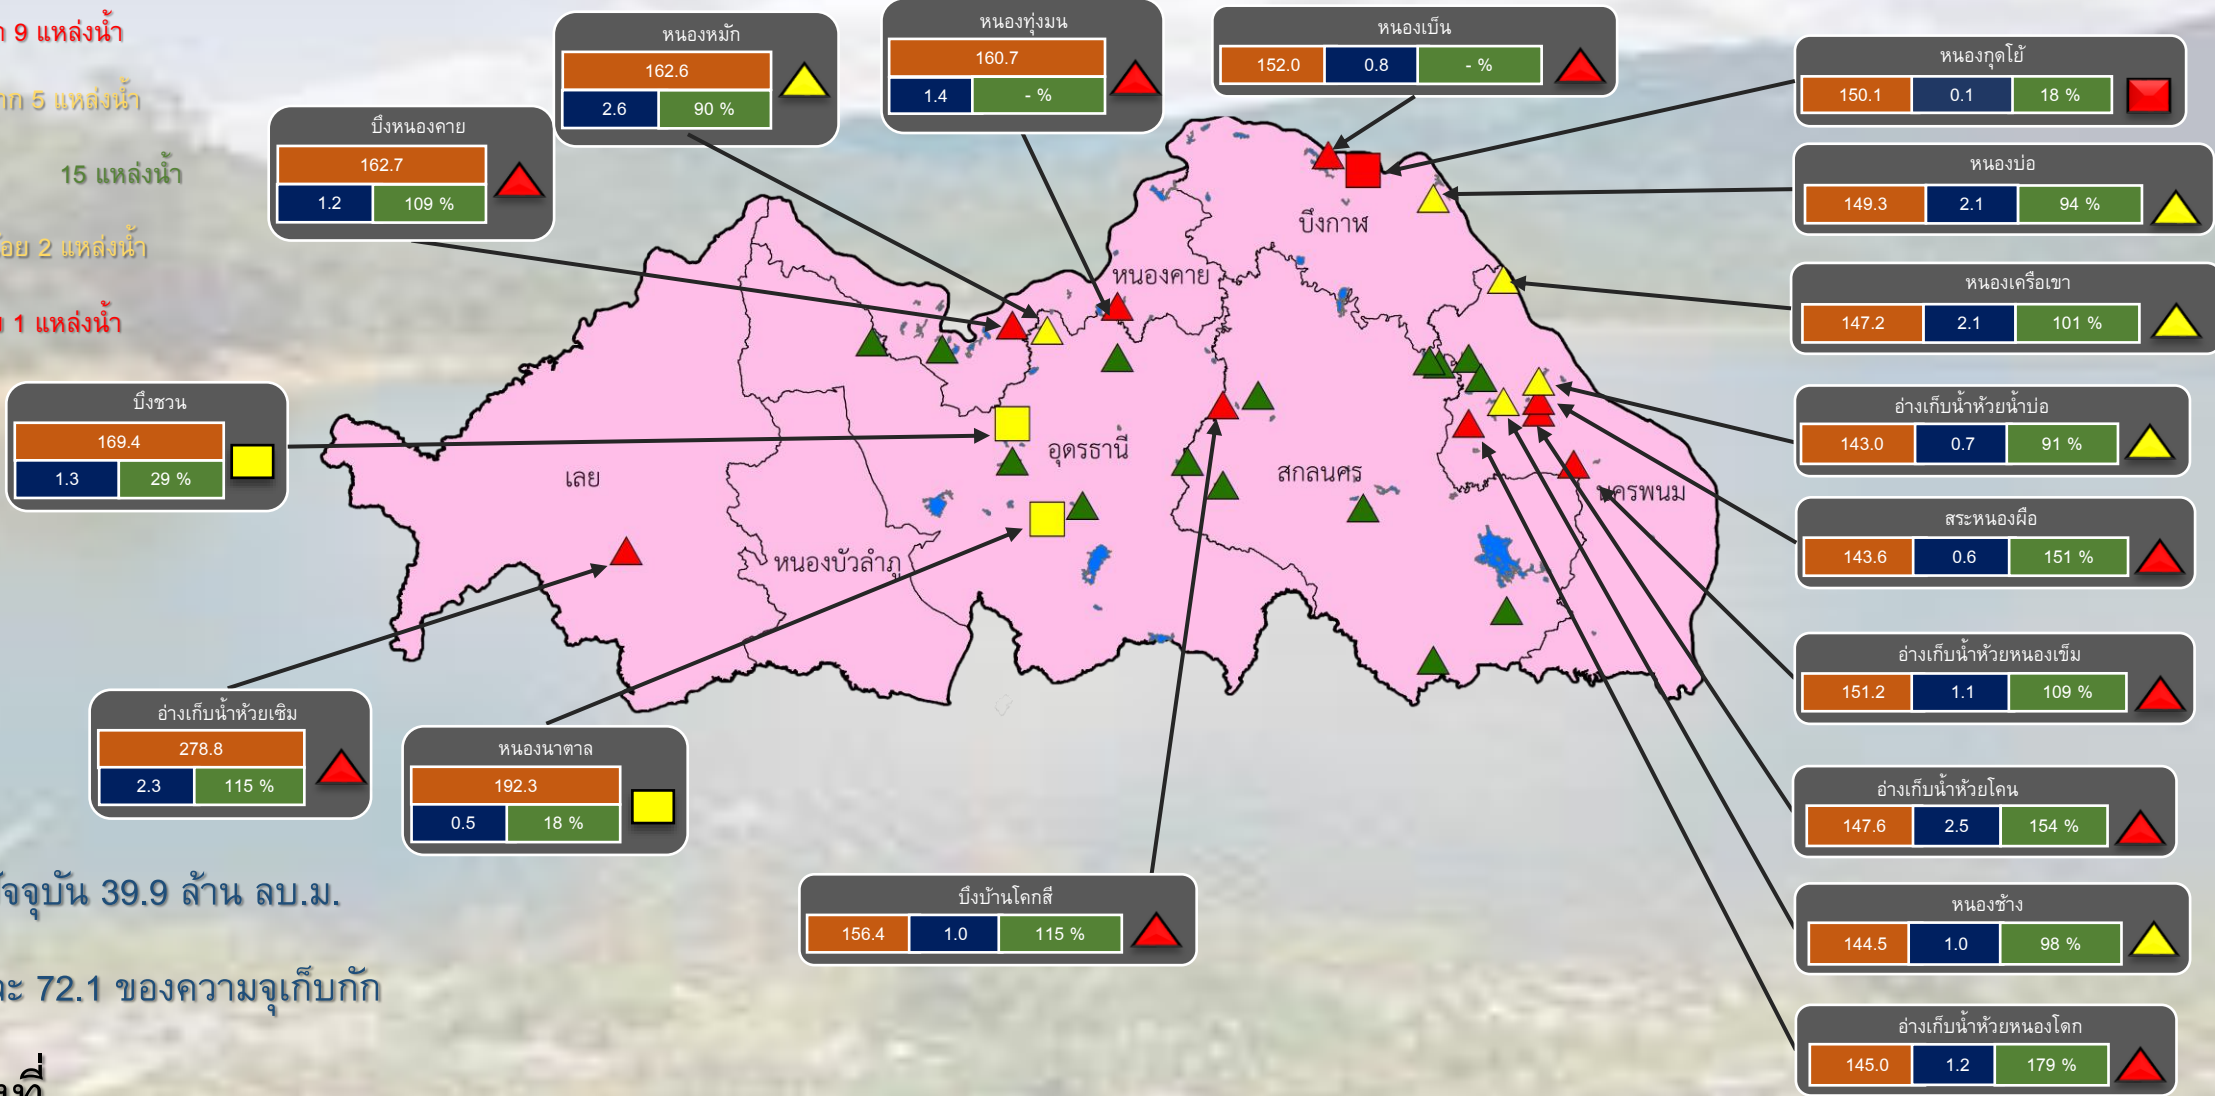 9 แหล่งน้ำ
5 แหล่งน้ำ
15 แหล่งน้ำ
2 แหล่งน้ำ
1 แหล่งน้ำ
หนองหมัก
162.6
2.6 90 %
หนองทุ่งมน
160.7
1.4 - %
หนองเบ็น
152.0 0.8 - %
หนองกุดโย้
150.1 0.1 18 %
บึงหนองคาย
162.7
1.2 109 %
หนองบ่อ
149.3 2.1 94 %
หนองเครือเขา
147.2 2.1 101 %
บึงชวน
169.4
1.3 29 %
อ่างเก็บน้ำห้วยน้ำบ่อ
143.0 0.7 91 %
สระหนองผือ
143.6 0.6 151 %
อ่างเก็บน้ำห้วยหนองเข็ม
151.2 1.1 109 %
อ่างเก็บน้ำห้วยโคน
147.6 2.5 154 %
หนองช้าง
144.5 1.0 98 %
อ่างเก็บน้ำห้วยหนองโดก
145.0 1.2 179 %
อ่างเก็บน้ำห้วยเซิม
278.8
2.3 115 %
หนองนาตาล
192.3
0.5 18 %
บึงบ้านโคกสี
156.4 1.0 115 %
บึงกาฬ
หนองคาย
อุดรธานี
เลย
สกลนคร
นครพนม
หนองบัวลำภู
39.9 ล้าน ลบ.ม.
72.1 ของความจุเก็บกัก